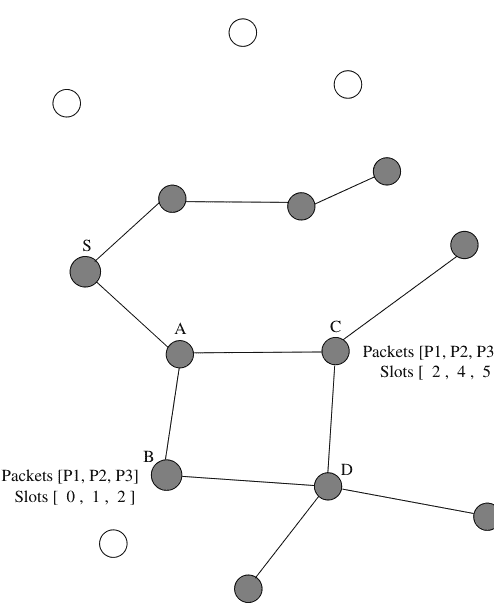 S
A
C
Packets [P1, P2, P3
Slots [ 2 , 4 , 5
B
D
Packets [P1, P2, P3]
Slots [ 0 , 1 , 2 ]